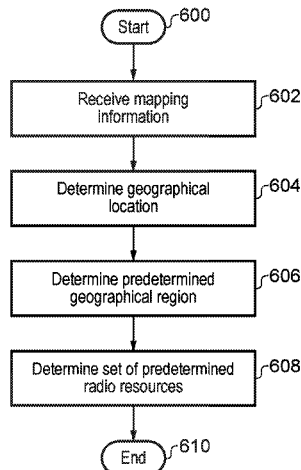 Start
600
Receive mapping
information
602
Determine geographical
location
604
Determine predetermined
geographical region
606
Determine set of predetermined
radio resources
608
End
610